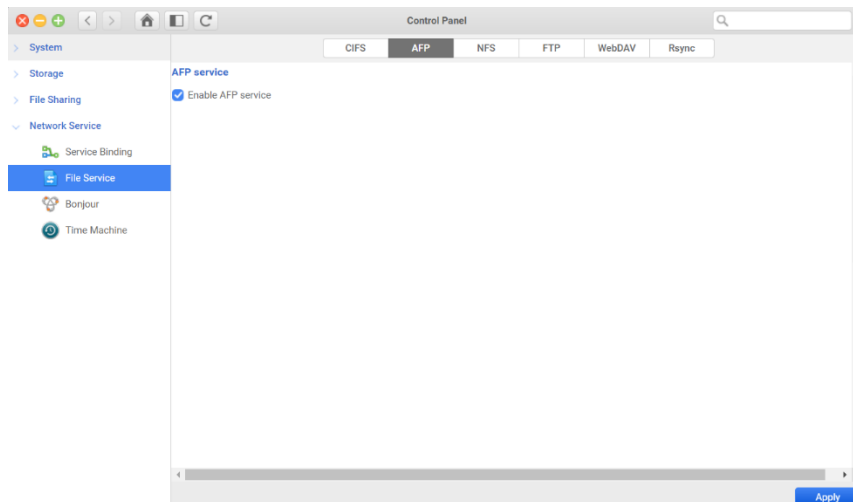 Control Panel
System
Storage
File Sharing
Network Service
Service Binding
File Service
Bonjour
Time Machine
CIFS AFP NFS FTP WebDAV Rsync
AFP service
Enable AFP service
Apply